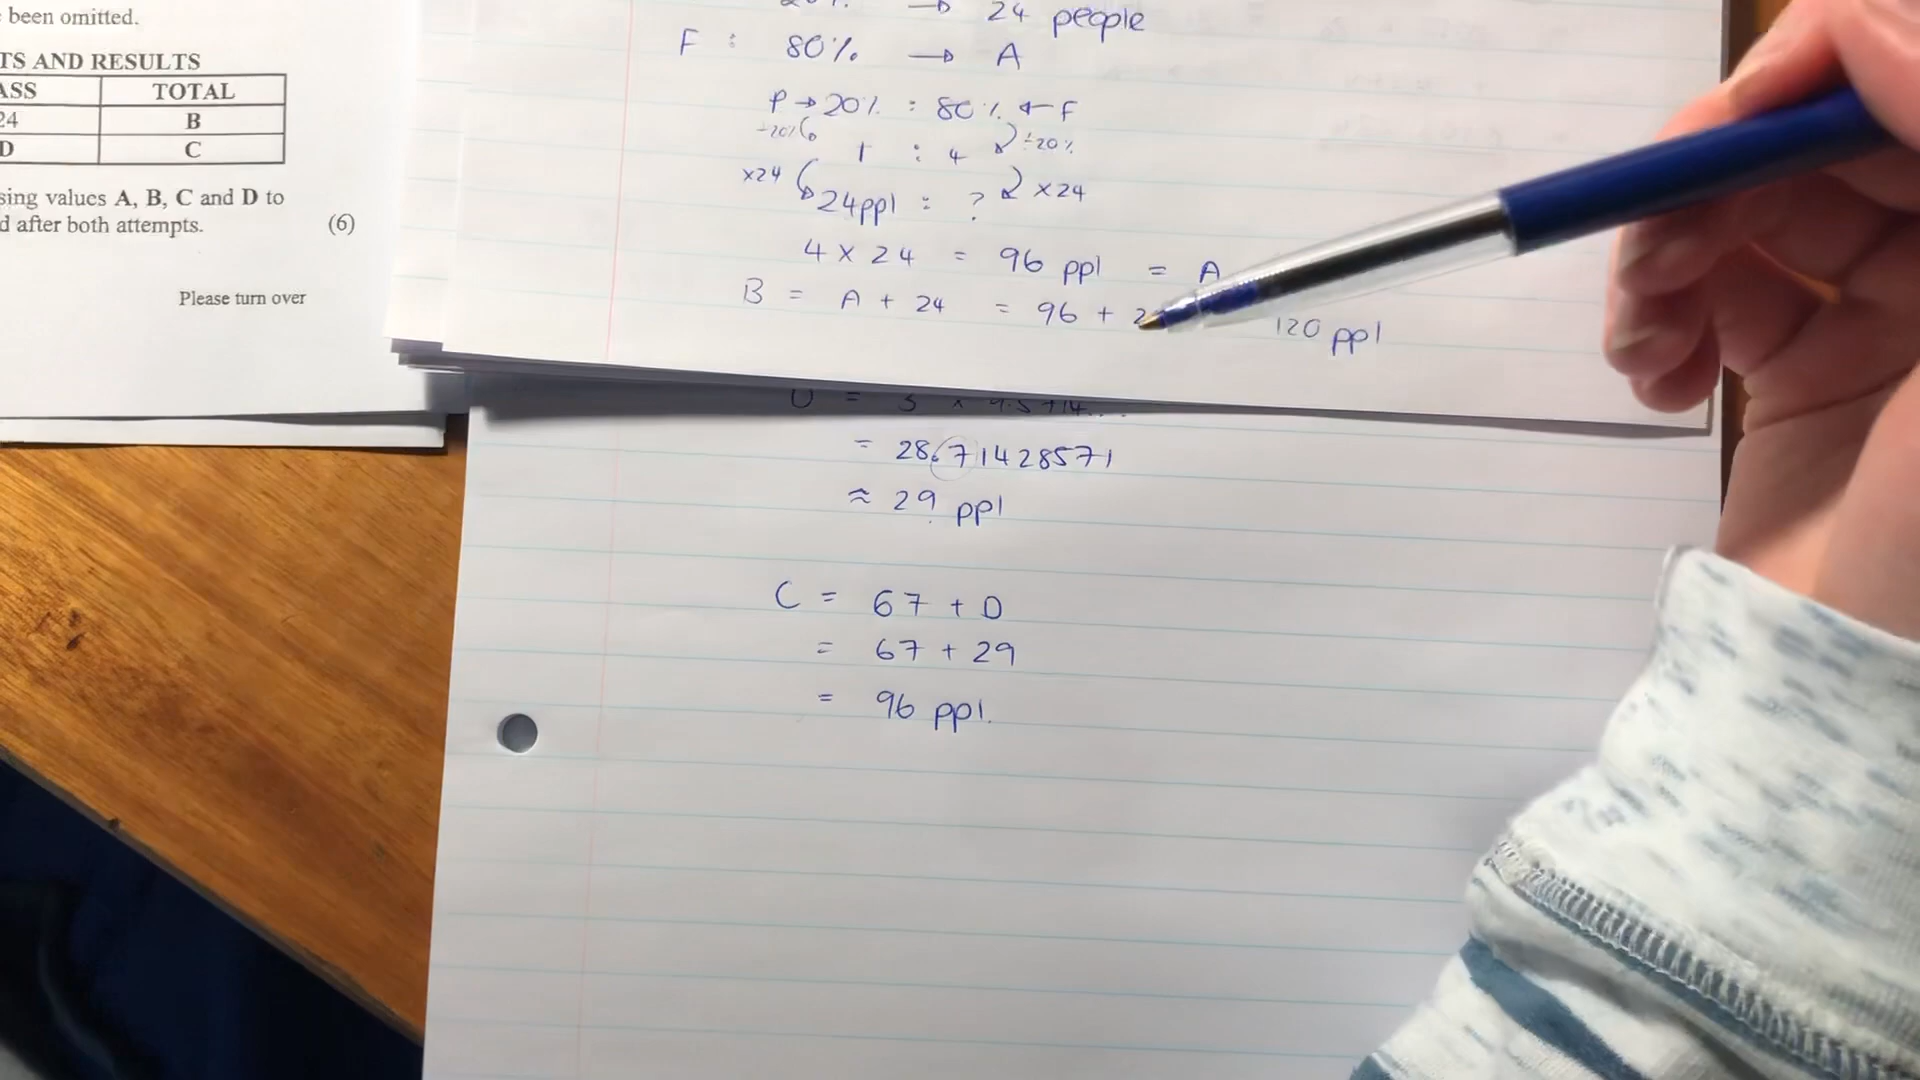 been omitted.
TS AND RESULTS
ASS TOTAL
24 B
D C
sing values A, B, C and D to
d after both attempts. (6)
Please turn over
→ 24 people
F : 80% → A
P → 20% : 80% ← F
÷20% 1 : 4 ÷20%
×24 24ppl : ? ×24
4 × 24 = 96 ppl = A
B = A + 24 = 96 + 2
120 ppl
= 28.71428571
≈ 29 ppl
C = 67 + D
= 67 + 29
= 96 ppl.